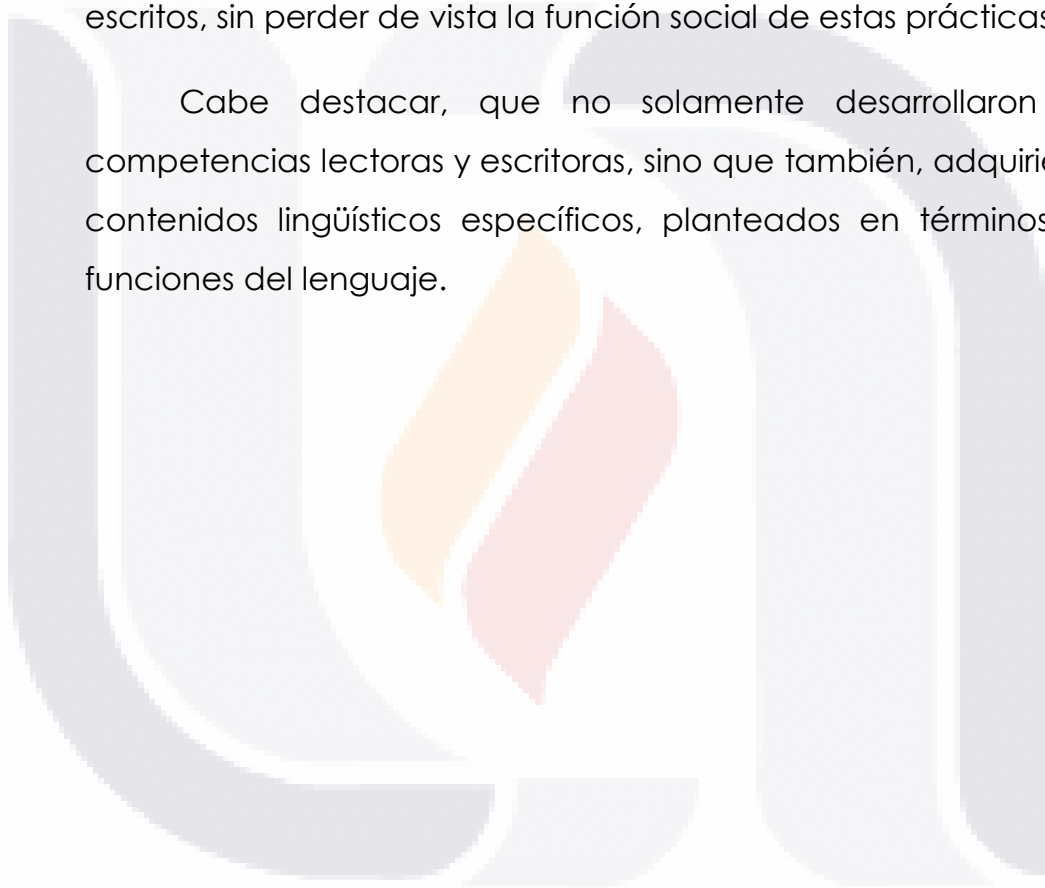 escritos, sin perder de vista la función social de estas prácticas
Cabe destacar, que no solamente desarrollaron
competencias lectoras y escritoras, sino que también, adquirie
contenidos lingüísticos específicos, planteados en términos
funciones del lenguaje.